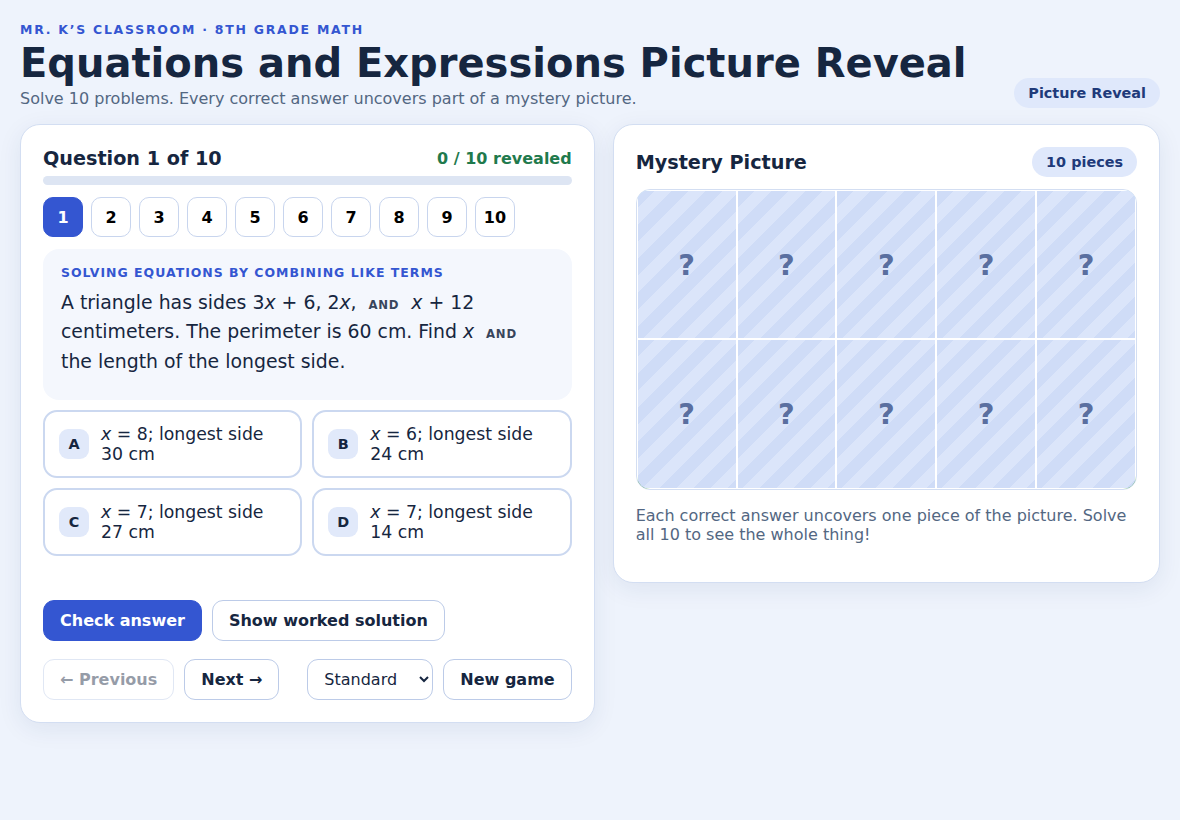 MR. K’S CLASSROOM · 8TH GRADE MATH
Equations and Expressions Picture Reveal
Solve 10 problems. Every correct answer uncovers part of a mystery picture.
Picture Reveal
Question 1 of 10
0 / 10 revealed
1 2 3 4 5 6 7 8 9 10
SOLVING EQUATIONS BY COMBINING LIKE TERMS
A triangle has sides 3x + 6, 2x, AND x + 12
centimeters. The perimeter is 60 cm. Find x AND
the length of the longest side.
A
x = 8; longest side
30 cm
B
x = 6; longest side
24 cm
C
x = 7; longest side
27 cm
D
x = 7; longest side
14 cm
Check answer
Show worked solution
← Previous
Next →
Standard
New game
Mystery Picture
10 pieces
? ? ? ? ?
? ? ? ? ?
Each correct answer uncovers one piece of the picture. Solve
all 10 to see the whole thing!